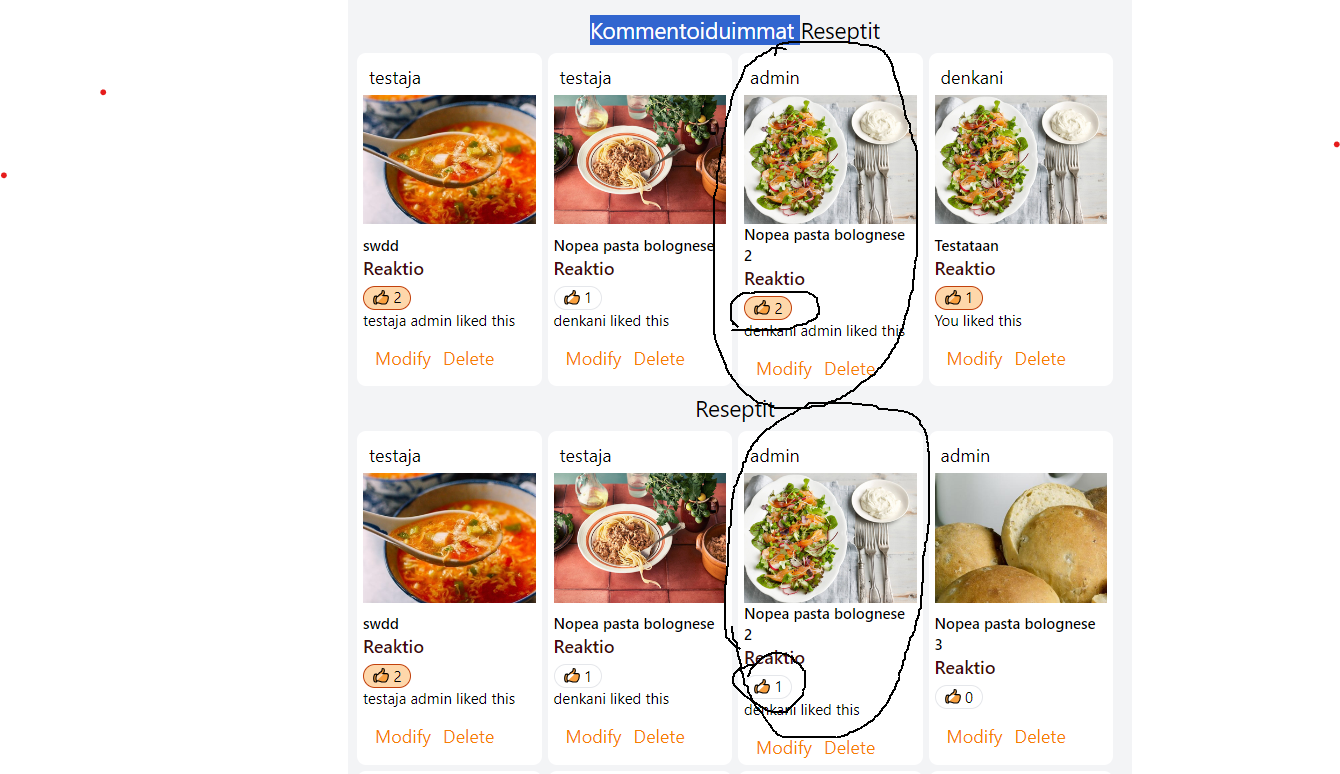 Kommentoiduimmat Reseptit
testaja
testaja
admin
denkani
swdd
Nopea pasta bolognese
Nopea pasta bolognese
2
Testataan
Reaktio
Reaktio
Reaktio
Reaktio
👍 2
👍 1
👍 2
👍 1
testaja admin liked this
denkani liked this
denkani admin liked this
You liked this
Modify Delete
Modify Delete
Modify Delete
Modify Delete
Reseptit
testaja
testaja
admin
admin
swdd
Nopea pasta bolognese
Nopea pasta bolognese
2
Nopea pasta bolognese
3
Reaktio
Reaktio
Reaktio
Reaktio
👍 2
👍 1
👍 1
👍 0
testaja admin liked this
denkani liked this
denkani liked this
Modify Delete
Modify Delete
Modify Delete
Modify Delete